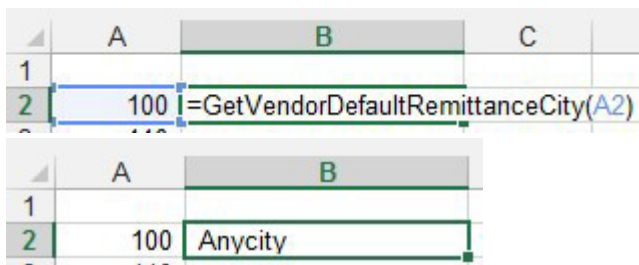 A B C
1
2 100 =GetVendorDefaultRemittanceCity(A2)
A B
1
2 100 Anycity